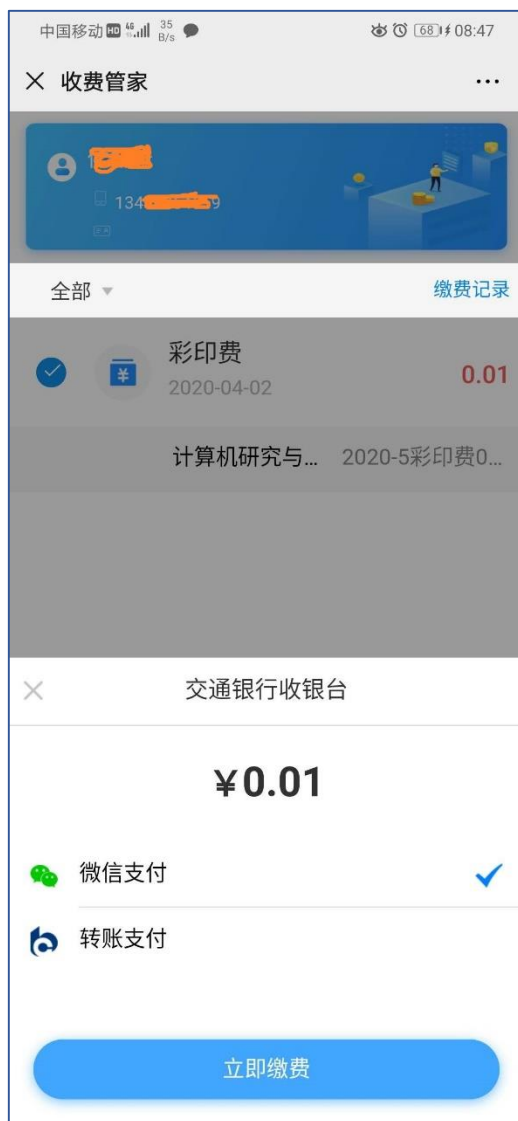 中国移动 HD 46 35 B/s 68 08:47
收费管家
134 9
全部 缴费记录
彩印费
2020-04-02 0.01
计算机研究与... 2020-5彩印费0...
交通银行收银台
¥0.01
微信支付
转账支付
立即缴费